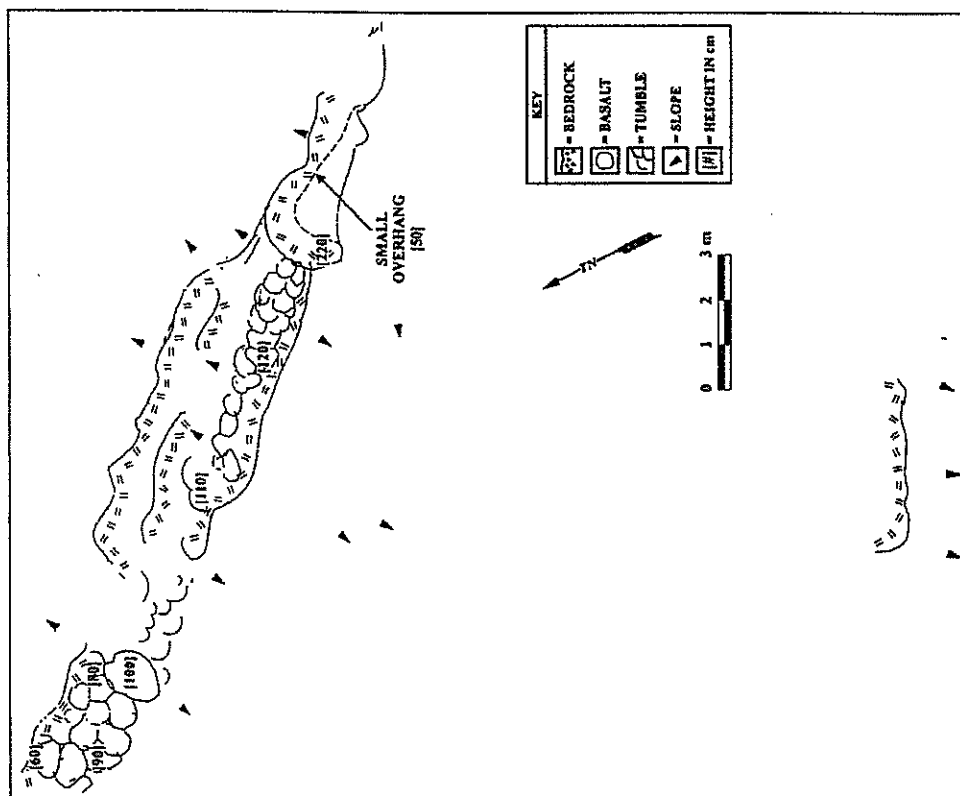 KEY
= BEDROCK
= BASALT
= TUMBLE
= SLOPE
[#] = HEIGHT IN cm
SMALL
OVERHANG
[50]
[220]
[120]
[110]
[100]
[80]
[60]
[90]
TN
0 1 2 3 m